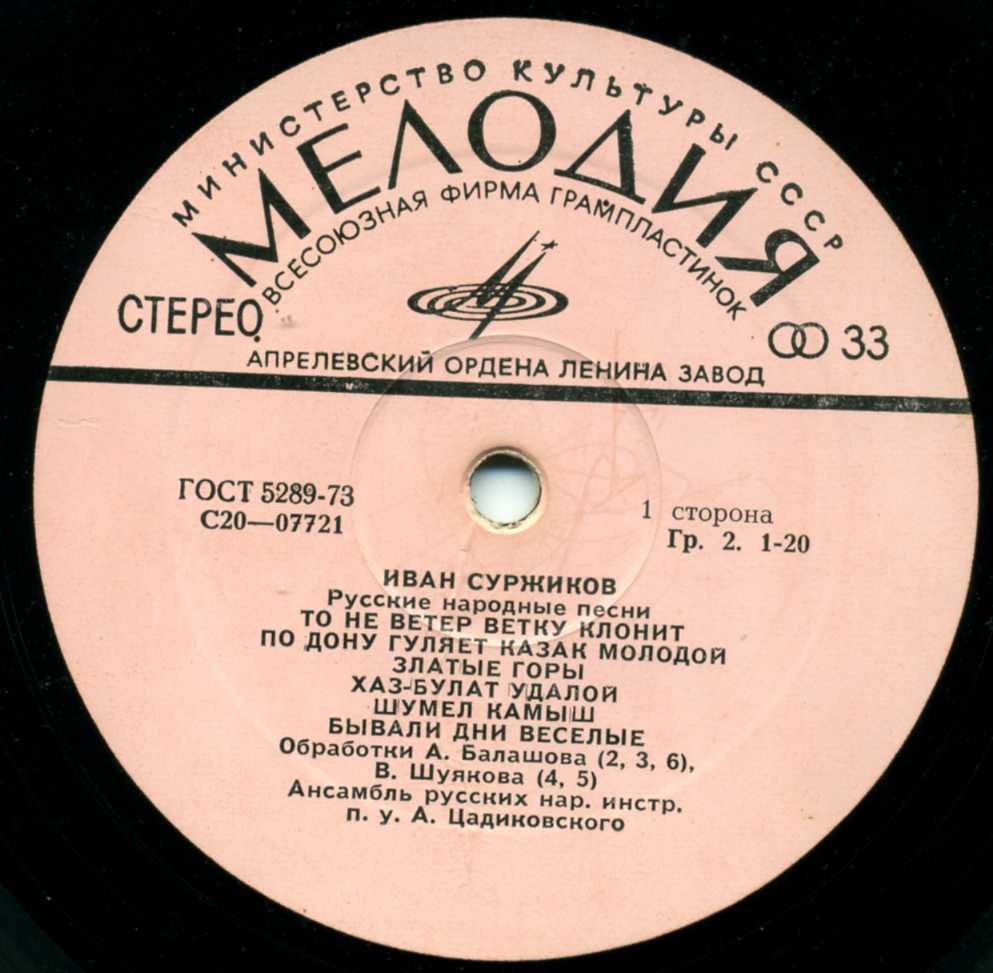 МИНИСТЕРСТВО КУЛЬТУРЫ СССР
МЕЛОДИЯ
ВСЕСОЮЗНАЯ ФИРМА ГРАМПЛАСТИНОК
СТЕРЕО
33
АПРЕЛЕВСКИЙ ОРДЕНА ЛЕНИНА ЗАВОД
ГОСТ 5289-73
С20—07721
1 сторона
Гр. 2. 1-20
ИВАН СУРЖИКОВ
Русские народные песни
ТО НЕ ВЕТЕР ВЕТКУ КЛОНИТ
ПО ДОНУ ГУЛЯЕТ КАЗАК МОЛОДОЙ
ЗЛАТЫЕ ГОРЫ
ХАЗ-БУЛАТ УДАЛОЙ
ШУМЕЛ КАМЫШ
БЫВАЛИ ДНИ ВЕСЕЛЫЕ
Обработки А. Балашова (2, 3, 6),
В. Шуякова (4, 5)
Ансамбль русских нар. инстр.
п. у. А. Цадиковского